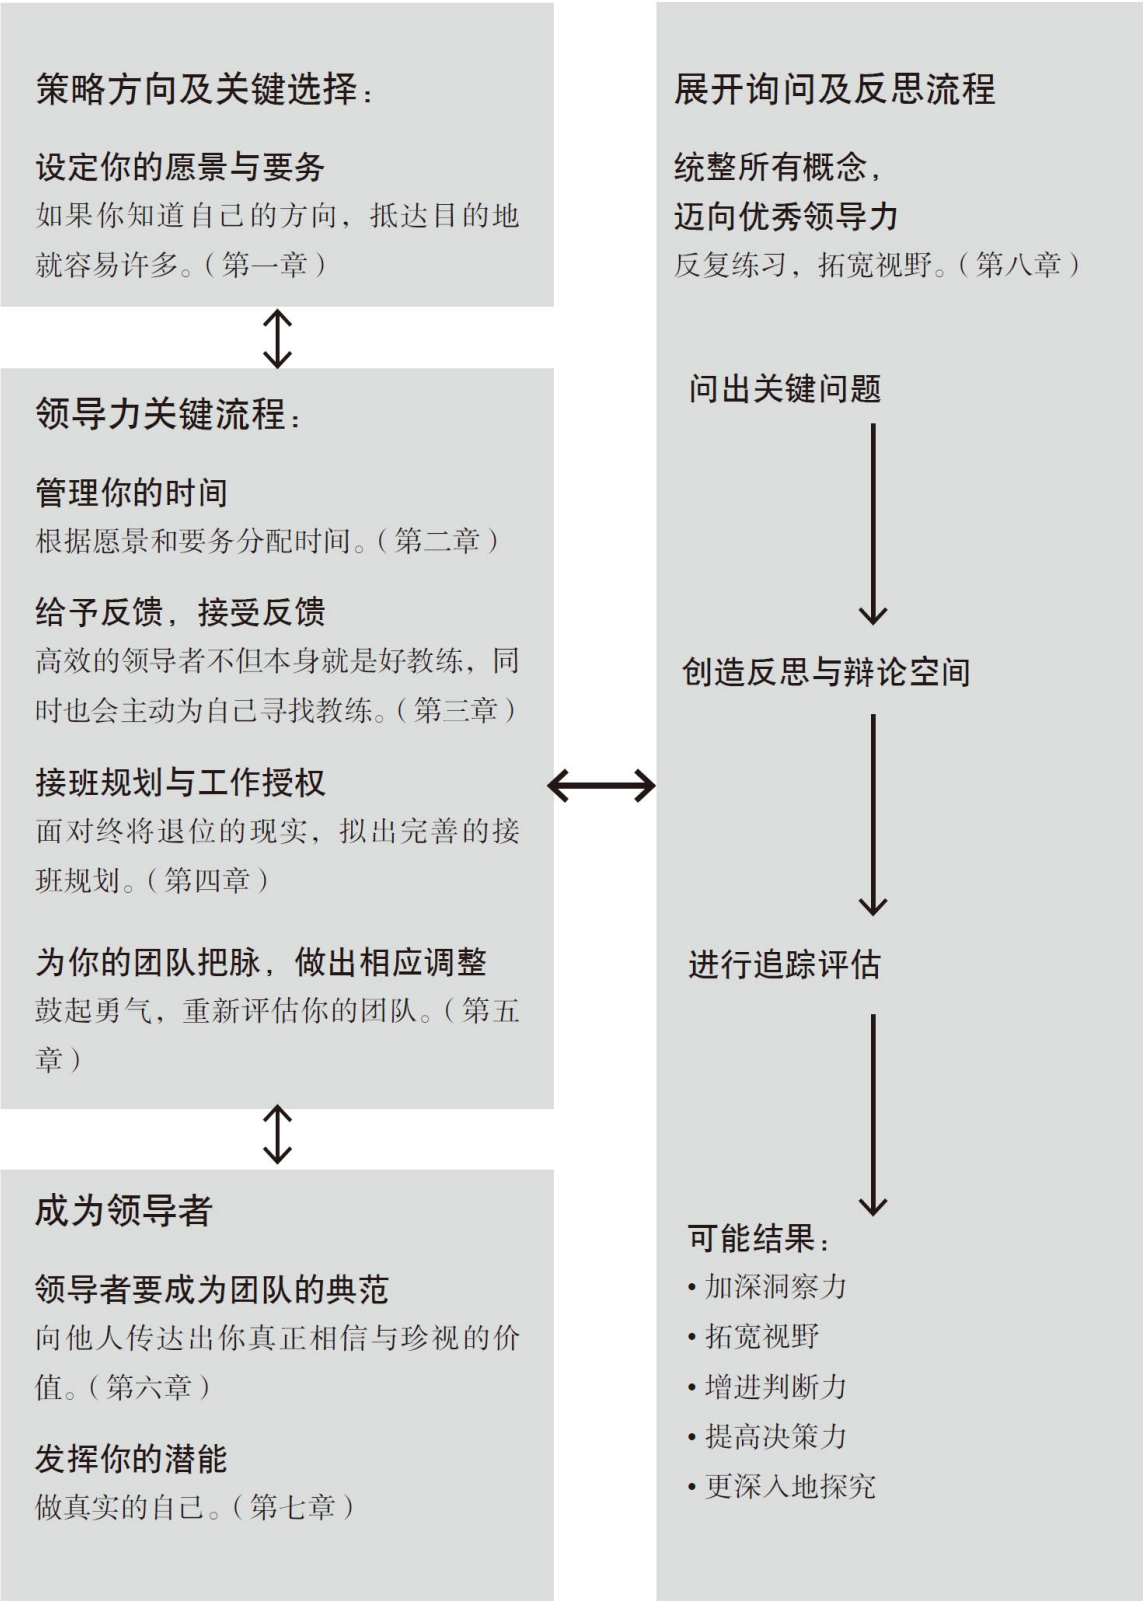 策略方向及关键选择：
设定你的愿景与要务
如果你知道自己的方向，抵达目的地
就容易许多。（第一章）
领导力关键流程：
管理你的时间
根据愿景和要务分配时间。（第二章）
给予反馈，接受反馈
高效的领导者不但本身就是好教练，同
时也会主动为自己寻找教练。（第三章）
接班规划与工作授权
面对终将退位的现实，拟出完善的接
班规划。（第四章）
为你的团队把脉，做出相应调整
鼓起勇气，重新评估你的团队。（第五
章）
成为领导者
领导者要成为团队的典范
向他人传达出你真正相信与珍视的价
值。（第六章）
发挥你的潜能
做真实的自己。（第七章）
展开询问及反思流程
统整所有概念，
迈向优秀领导力
反复练习，拓宽视野。（第八章）
问出关键问题
创造反思与辩论空间
进行追踪评估
可能结果：
• 加深洞察力
• 拓宽视野
• 增进判断力
• 提高决策力
• 更深入地探究